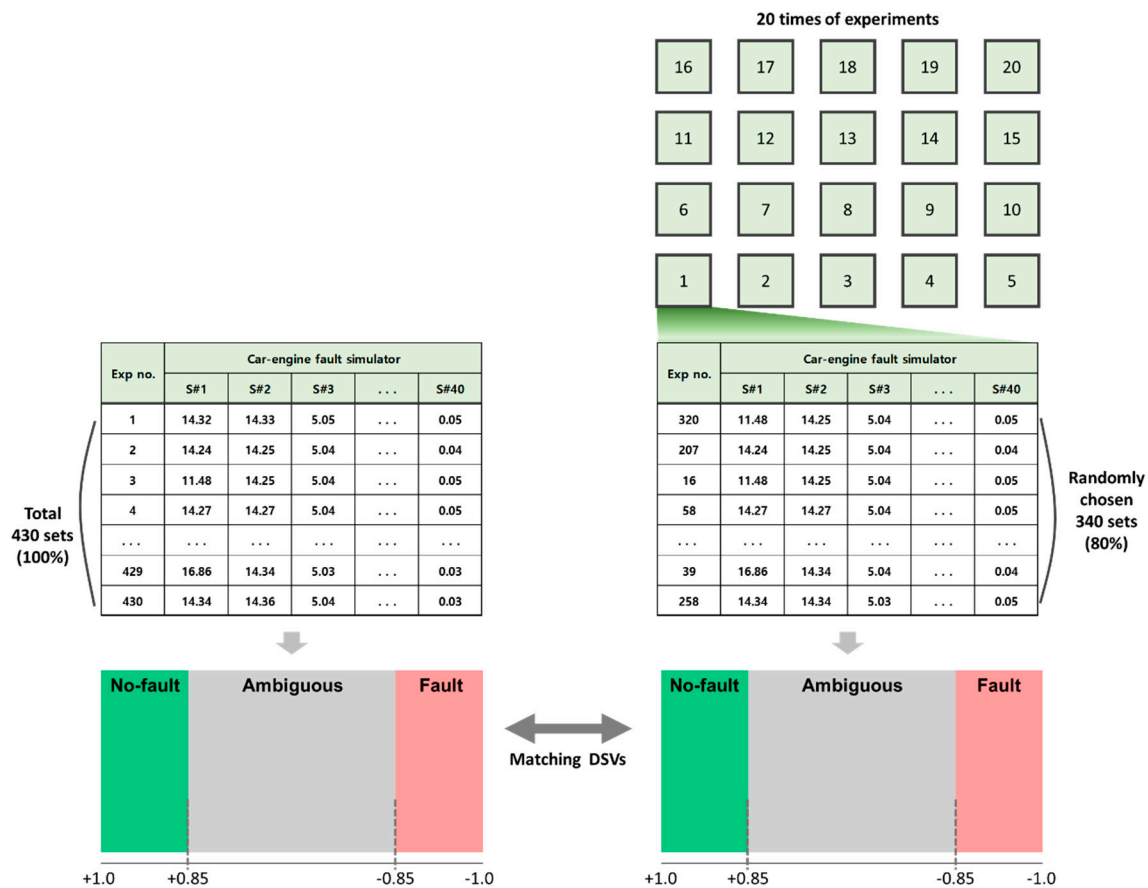 20 times of experiments
16 17 18 19 20
11 12 13 14 15
6 7 8 9 10
1 2 3 4 5
Exp no. Car-engine fault simulator
S#1 S#2 S#3 ... S#40
1 14.32 14.33 5.05 ... 0.05
2 14.24 14.25 5.04 ... 0.04
3 11.48 14.25 5.04 ... 0.05
4 14.27 14.27 5.04 ... 0.05
... ... ... ... ... ...
429 16.86 14.34 5.03 ... 0.03
430 14.34 14.36 5.04 ... 0.03
Total
430 sets
(100%)
Exp no. Car-engine fault simulator
S#1 S#2 S#3 ... S#40
320 11.48 14.25 5.04 ... 0.05
207 14.24 14.25 5.04 ... 0.04
16 11.48 14.25 5.04 ... 0.05
58 14.27 14.27 5.04 ... 0.05
... ... ... ... ... ...
39 16.86 14.34 5.04 ... 0.04
258 14.34 14.34 5.03 ... 0.05
Randomly
chosen
340 sets
(80%)
No-fault Ambiguous Fault
+1.0 +0.85 -0.85 -1.0
Matching DSVs
No-fault Ambiguous Fault
+1.0 +0.85 -0.85 -1.0